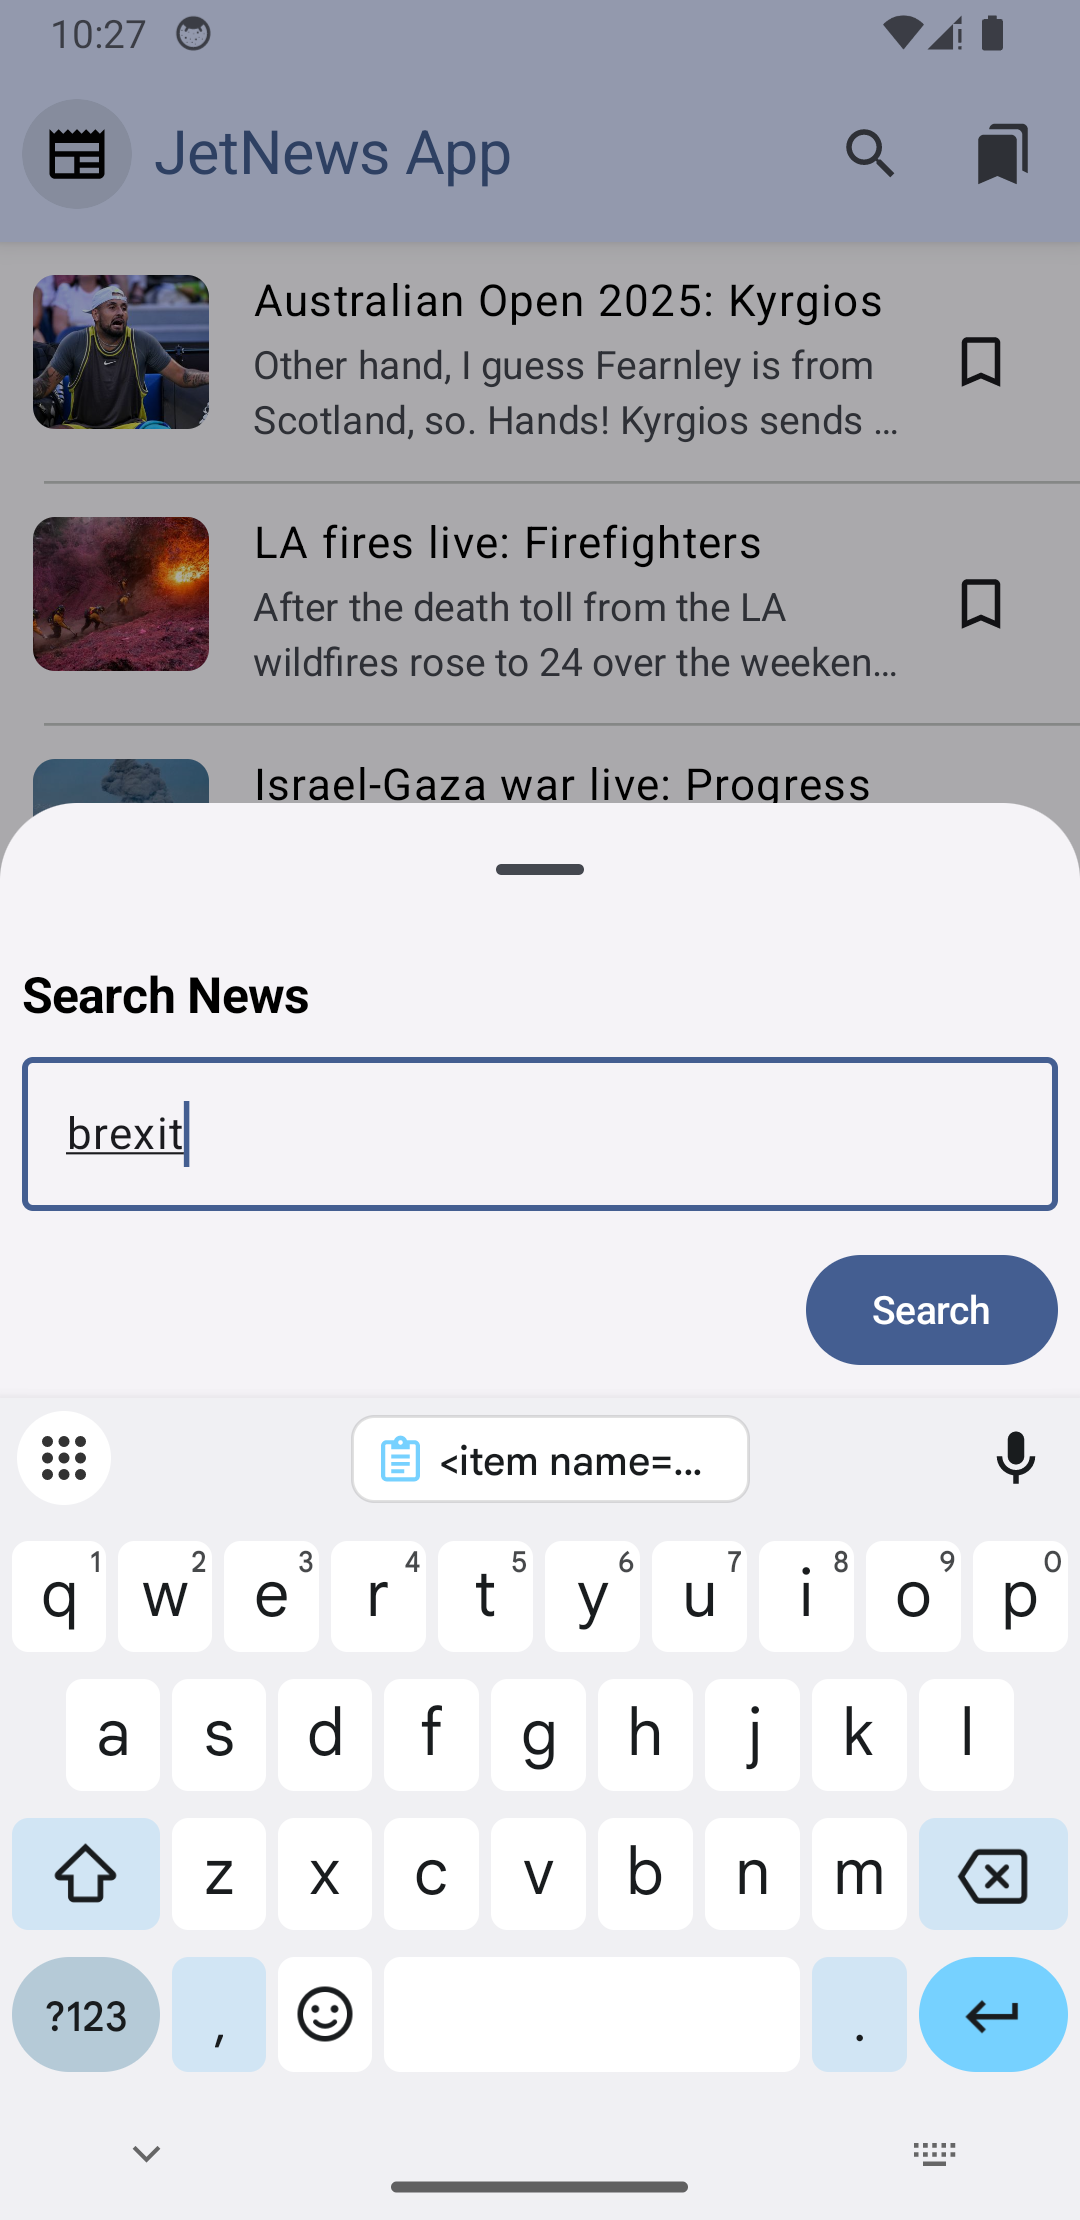 10:27
JetNews App
Australian Open 2025: Kyrgios
Other hand, I guess Fearnley is from
Scotland, so. Hands! Kyrgios sends ...
LA fires live: Firefighters
After the death toll from the LA
wildfires rose to 24 over the weeken...
Israel-Gaza war live: Progress
Search News
brexit
Search
<item name=...
q 1 w 2 e 3 r 4 t 5 y 6 u 7 i 8 o 9 p 0
a s d f g h j k l
z x c v b n m
?123 , .